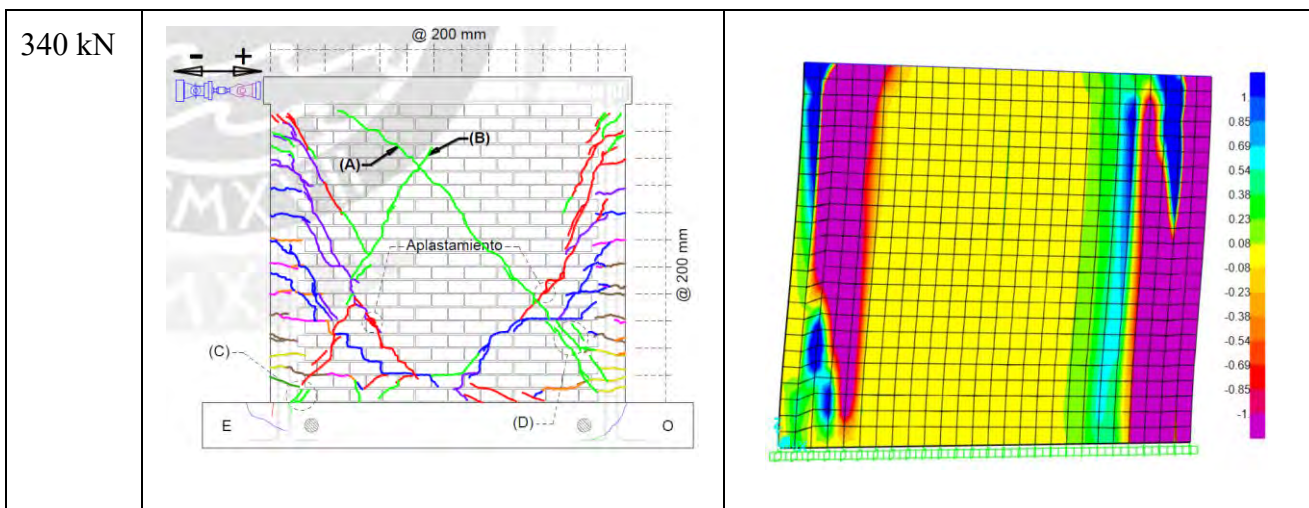 340 kN
@ 200 mm
- +
(A)
(B)
Aplastamiento
@ 200 mm
(C)
(D)
E
O
MX
1
0.85
0.69
0.54
0.38
0.23
0.08
-0.08
-0.23
-0.38
-0.54
-0.69
-0.85
-1